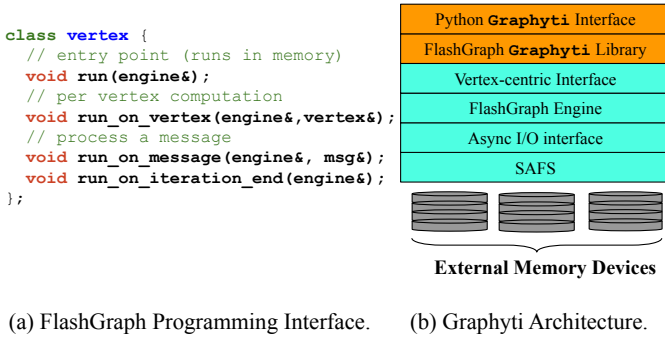 class vertex {
  // entry point (runs in memory)
  void run(engine&);
  // per vertex computation
  void run_on_vertex(engine&,vertex&);
  // process a message
  void run_on_message(engine&, msg&);
  void run_on_iteration_end(engine&);
};
Python Graphyti Interface
FlashGraph Graphyti Library
Vertex-centric Interface
FlashGraph Engine
Async I/O interface
SAFS
External Memory Devices
(a) FlashGraph Programming Interface.
(b) Graphyti Architecture.